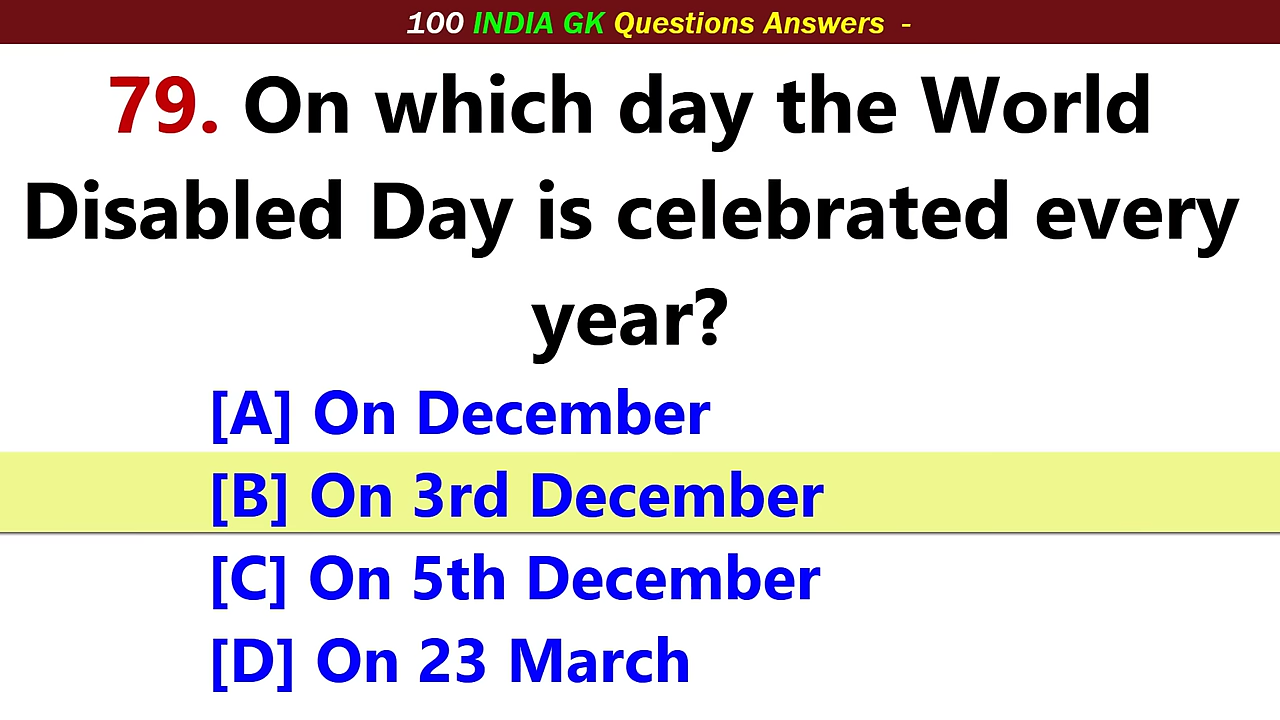 100 INDIA GK Questions Answers -
79. On which day the World
Disabled Day is celebrated every
year?
[A] On December
[B] On 3rd December
[C] On 5th December
[D] On 23 March